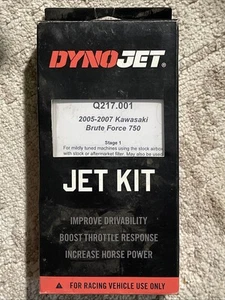 DYNOJET
Q217.001
2005-2007 Kawasaki
Brute Force 750
Stage 1
For mildly tuned machines using the stock airbox
with stock or aftermarket filter. May also be used
JET KIT
IMPROVE DRIVABILITY
BOOST THROTTLE RESPONSE
INCREASE HORSE POWER
FOR RACING VEHICLE USE ONLY